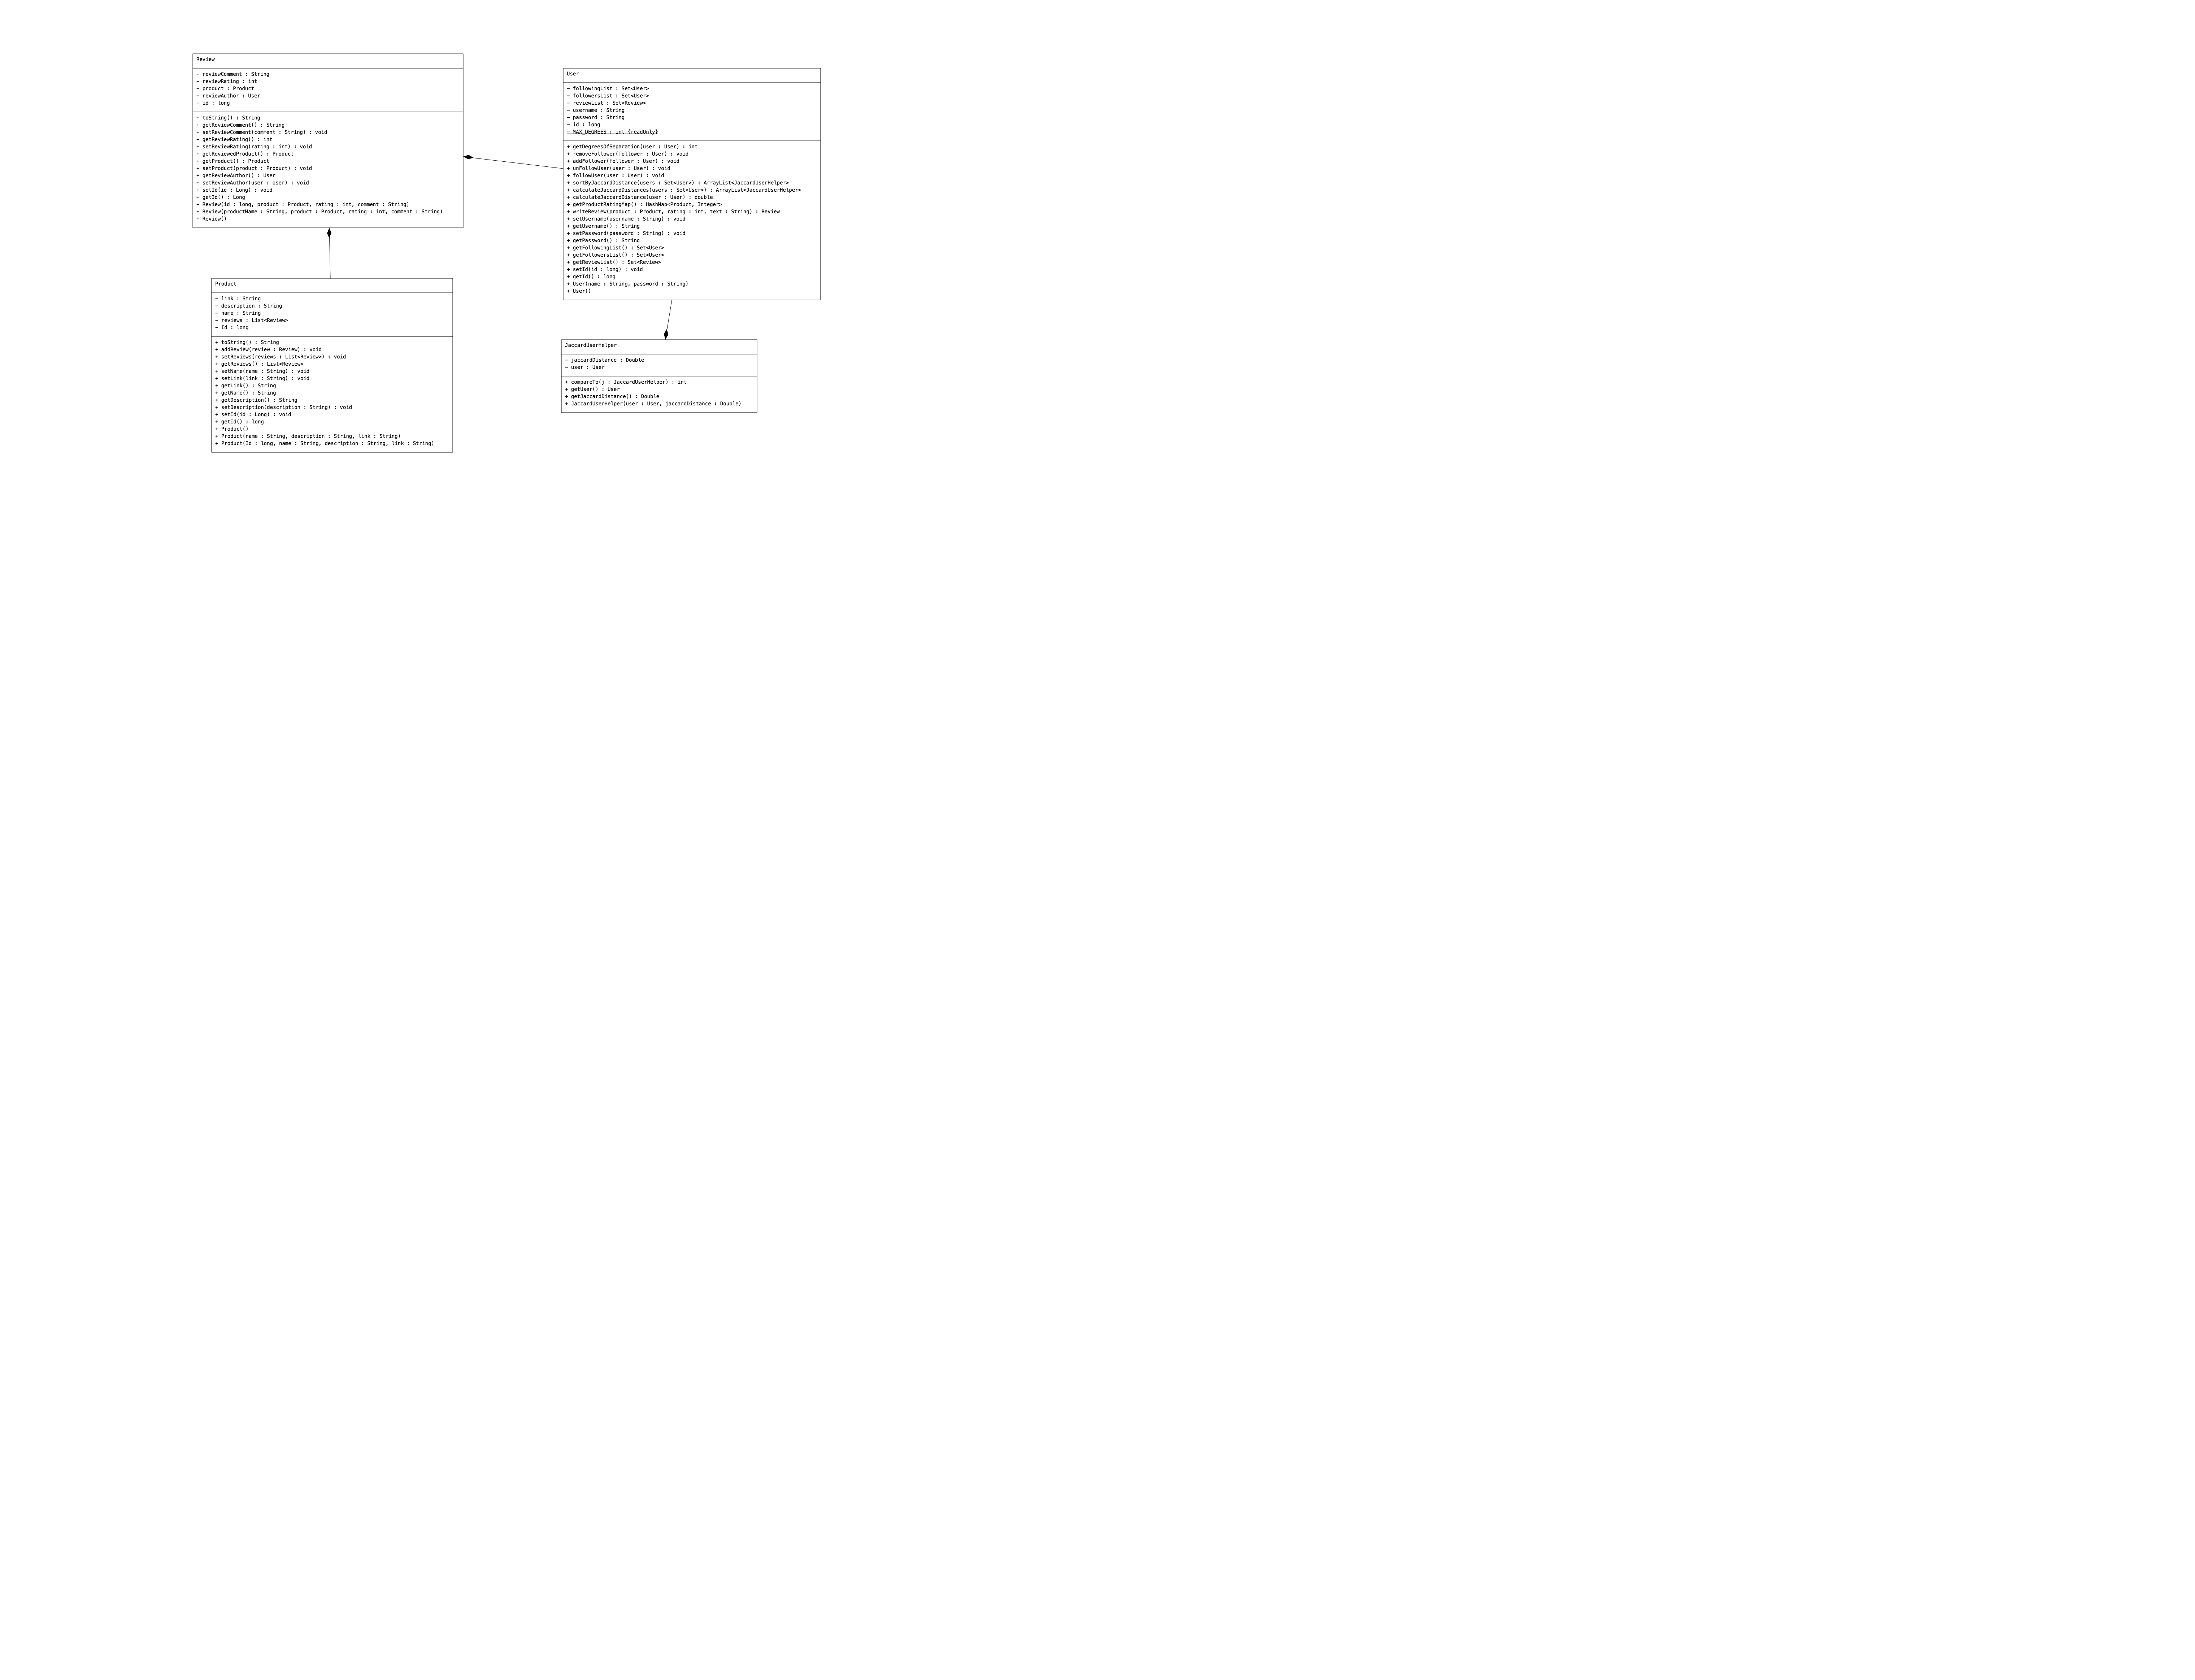 Review
- reviewComment : String
- reviewRating : int
- product : Product
- reviewAuthor : User
- id : long
+ toString() : String
+ getReviewComment() : String
+ setReviewComment(comment : String) : void
+ getReviewRating() : int
+ setReviewRating(rating : int) : void
+ getReviewedProduct() : Product
+ getProduct() : Product
+ setProduct(product : Product) : void
+ getReviewAuthor() : User
+ setReviewAuthor(user : User) : void
+ setId(id : Long) : void
+ getId() : Long
+ Review(id : long, product : Product, rating : int, comment : String)
+ Review(productName : String, product : Product, rating : int, comment : String)
+ Review()
User
- followingList : Set<User>
- followersList : Set<User>
- reviewList : Set<Review>
- username : String
- password : String
- id : long
- MAX_DEGREES : int {readOnly}
+ getDegreesOfSeparation(user : User) : int
+ removeFollower(follower : User) : void
+ addFollower(follower : User) : void
+ unFollowUser(user : User) : void
+ followUser(user : User) : void
+ sortByJaccardDistance(users : Set<User>) : ArrayList<JaccardUserHelper>
+ calculateJaccardDistances(users : Set<User>) : ArrayList<JaccardUserHelper>
+ calculateJaccardDistance(user : User) : double
+ getProductRatingMap() : HashMap<Product, Integer>
+ writeReview(product : Product, rating : int, text : String) : Review
+ setUsername(username : String) : void
+ getUsername() : String
+ setPassword(password : String) : void
+ getPassword() : String
+ getFollowingList() : Set<User>
+ getFollowersList() : Set<User>
+ getReviewList() : Set<Review>
+ setId(id : long) : void
+ getId() : long
+ User(name : String, password : String)
+ User()
Product
- link : String
- description : String
- name : String
- reviews : List<Review>
- Id : long
+ toString() : String
+ addReview(review : Review) : void
+ setReviews(reviews : List<Review>) : void
+ getReviews() : List<Review>
+ setName(name : String) : void
+ setLink(link : String) : void
+ getLink() : String
+ getName() : String
+ getDescription() : String
+ setDescription(description : String) : void
+ setId(id : Long) : void
+ getId() : long
+ Product()
+ Product(name : String, description : String, link : String)
+ Product(Id : long, name : String, description : String, link : String)
JaccardUserHelper
- jaccardDistance : Double
- user : User
+ compareTo(j : JaccardUserHelper) : int
+ getUser() : User
+ getJaccardDistance() : Double
+ JaccardUserHelper(user : User, jaccardDistance : Double)